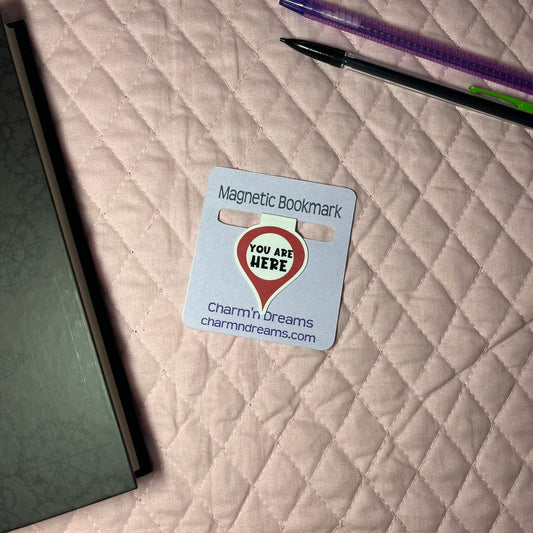 Magnetic Bookmark
YOU ARE
HERE
Charm'n Dreams
charmndreams.com